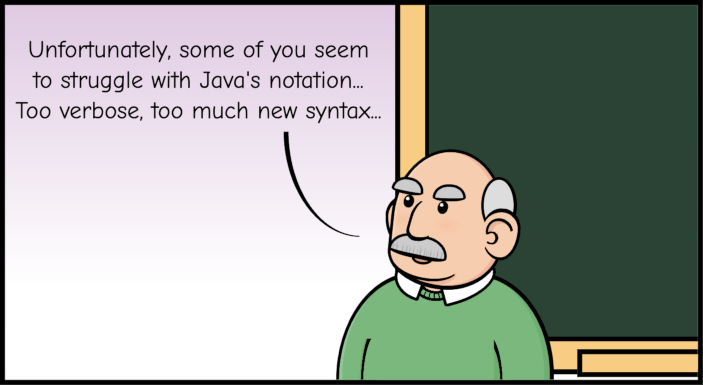 Unfortunately, some of you seem
to struggle with Java's notation...
Too verbose, too much new syntax...